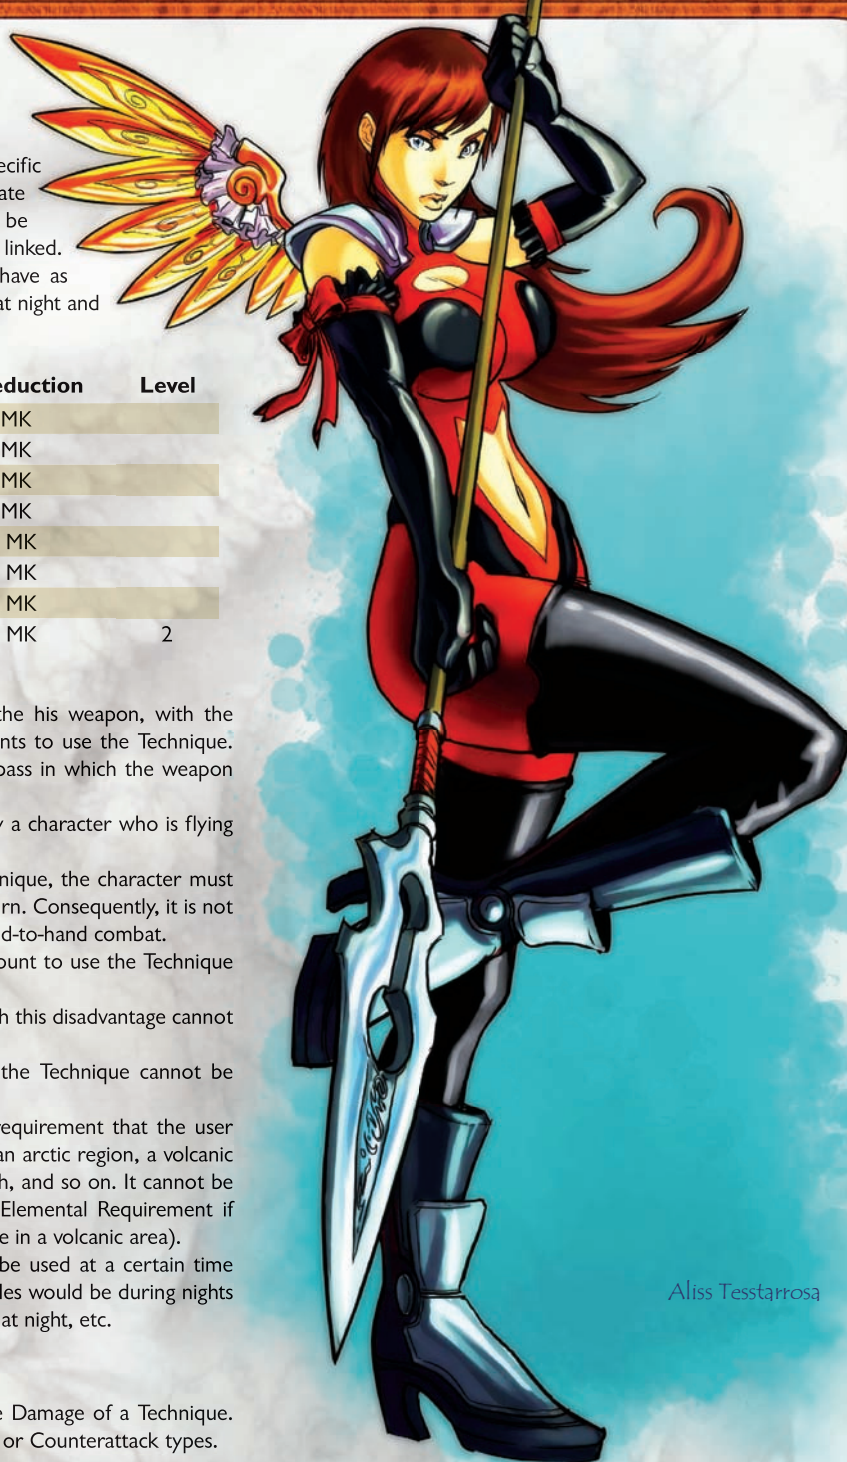 ecific
ate
be
linked.
have as
at night and
eduction Level
MK
MK
MK
MK
MK
MK
MK
MK 2
the his weapon, with the
nts to use the Technique.
pass in which the weapon
y a character who is flying
nique, the character must
rn. Consequently, it is not
d-to-hand combat.
ount to use the Technique
h this disadvantage cannot
the Technique cannot be
requirement that the user
an arctic region, a volcanic
h, and so on. It cannot be
Elemental Requirement if
e in a volcanic area).
be used at a certain time
les would be during nights
at night, etc.
Aliss Tesstarrosa
e Damage of a Technique.
or Counterattack types.